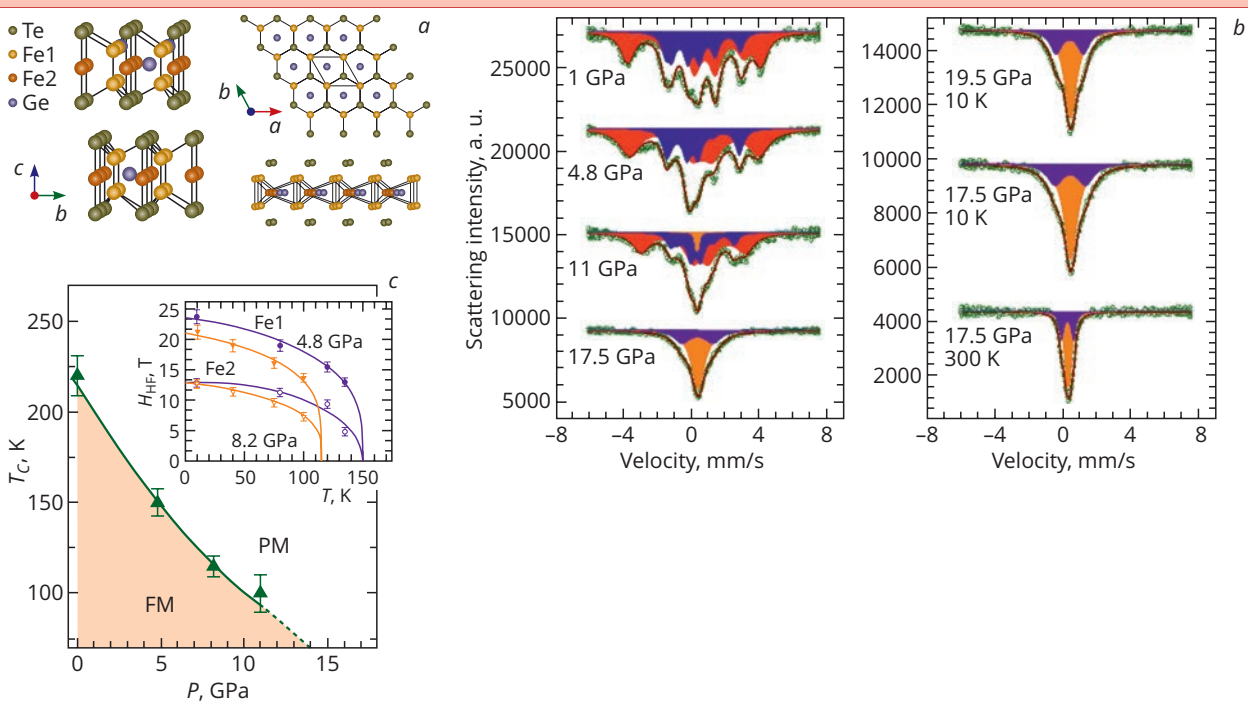 Te
Fe1
Fe2
Ge
a
b
a
c
b
Scattering intensity, a. u.
25000
20000
15000
10000
5000
1 GPa
4.8 GPa
11 GPa
17.5 GPa
−8 −4 0 4 8
Velocity, mm/s
b
14000
12000
10000
8000
6000
4000
2000
19.5 GPa
10 K
17.5 GPa
10 K
17.5 GPa
300 K
−8 −4 0 4 8
Velocity, mm/s
c
T_C, K
250
200
150
100
FM
PM
0 5 10 15
P, GPa
H_HF, T
25
20
15
10
5
0
Fe1
4.8 GPa
Fe2
8.2 GPa
0 50 100 150
T, K